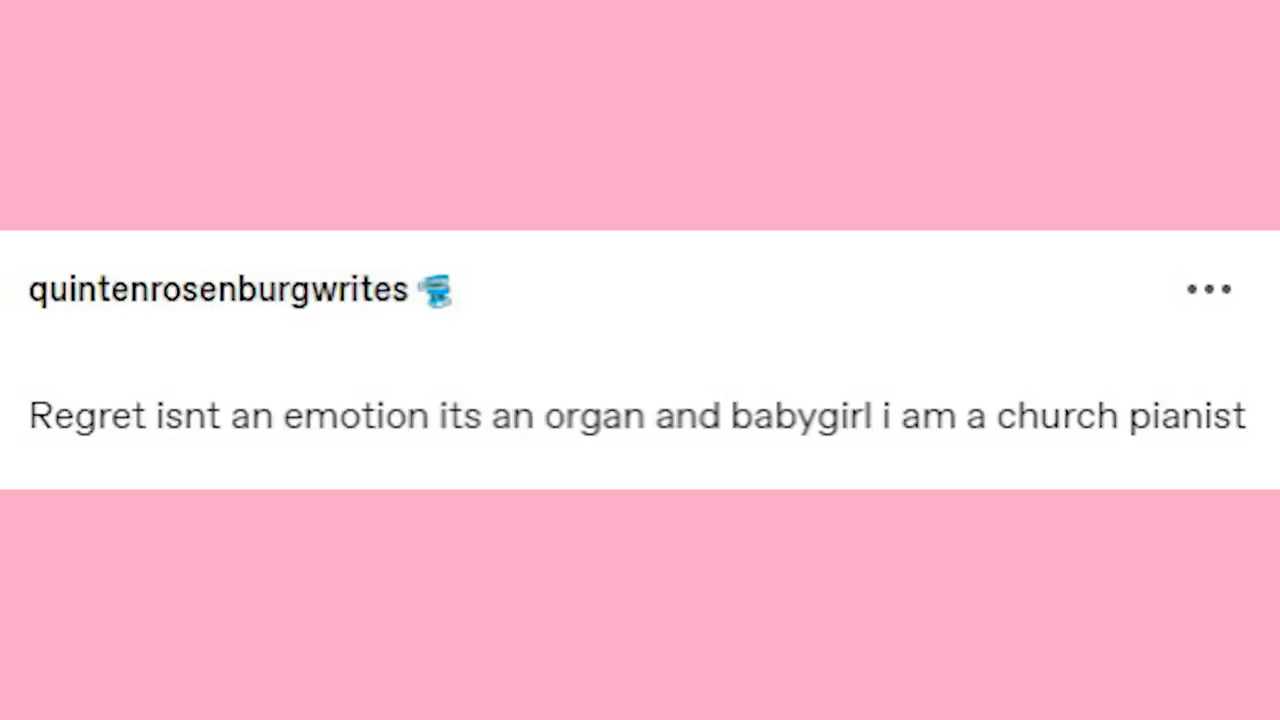 quintenrosenburgwrites
Regret isnt an emotion its an organ and babygirl i am a church pianist